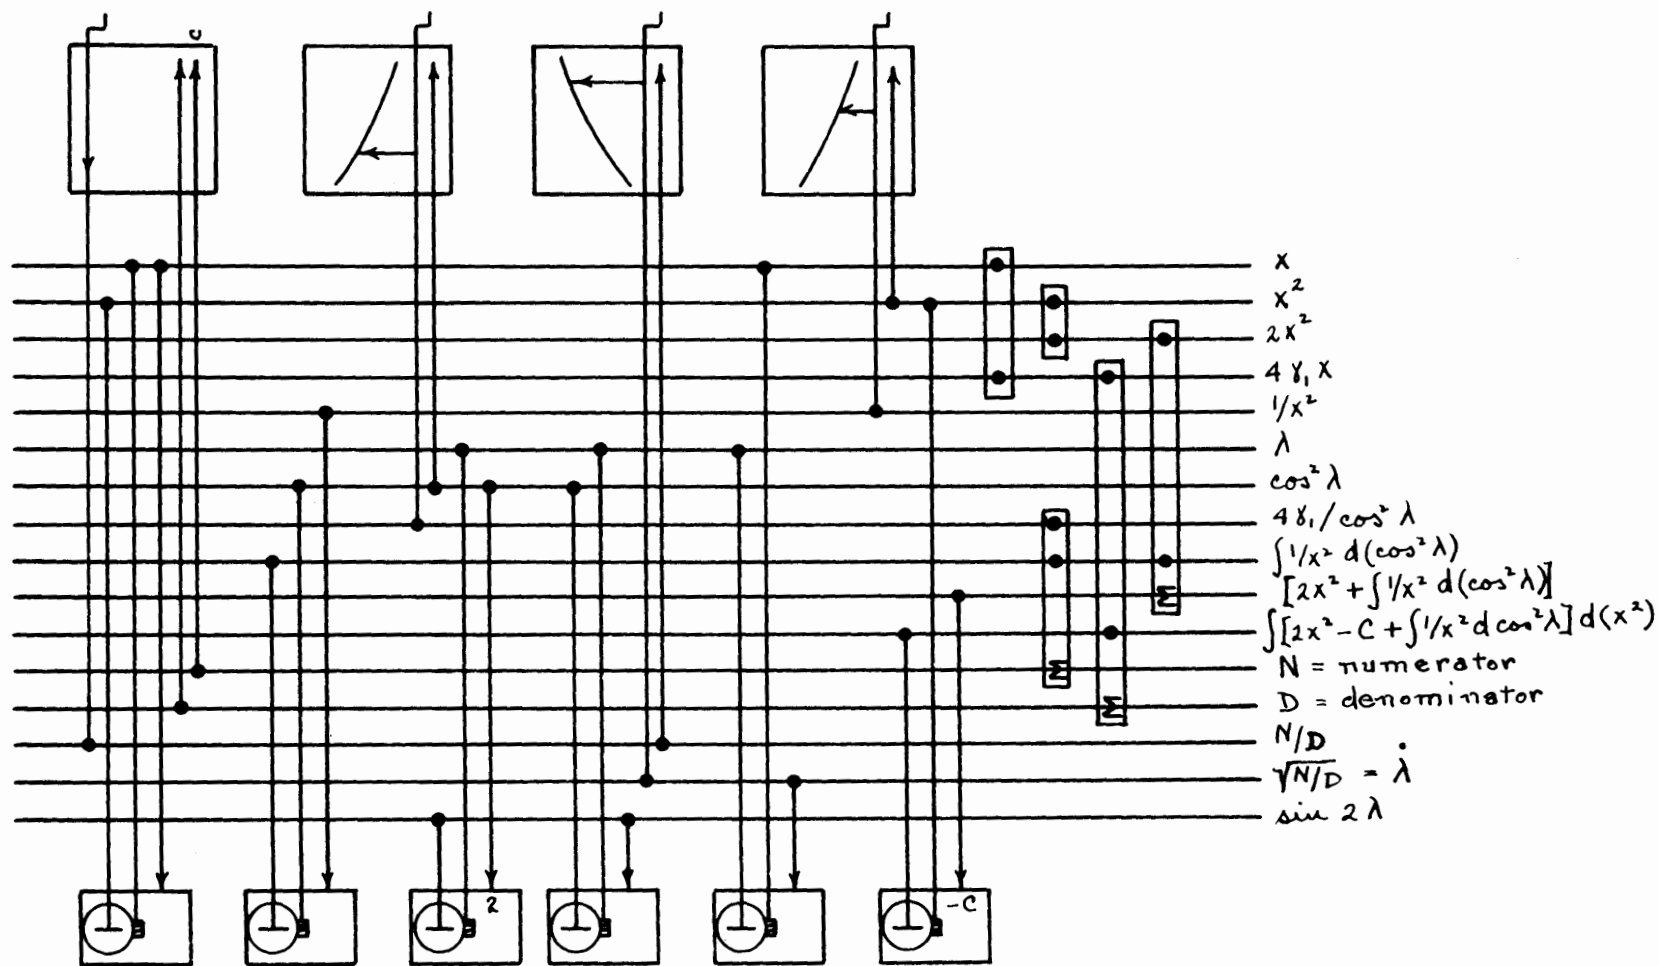 c
x
x²
2x²
4γ₁x
1/x²
λ
cos²λ
4γ₁/cos²λ
∫1/x² d(cos²λ)
[2x² + ∫1/x² d(cos²λ)]
∫[2x² - C + ∫1/x² d cos²λ] d(x²)
N = numerator
D = denominator
N/D
√N/D = λ̇
sin 2λ
Σ
Σ
Σ
2
-C